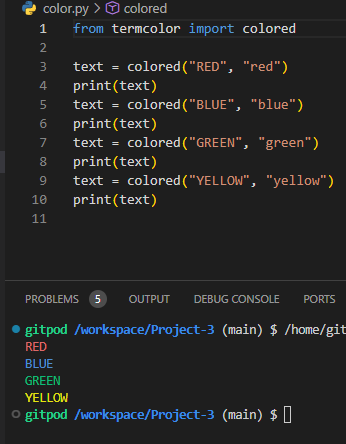 color.py > colored
1 from termcolor import colored
2
3 text = colored("RED", "red")
4 print(text)
5 text = colored("BLUE", "blue")
6 print(text)
7 text = colored("GREEN", "green")
8 print(text)
9 text = colored("YELLOW", "yellow")
10 print(text)
11
PROBLEMS 5 OUTPUT DEBUG CONSOLE PORTS
gitpod /workspace/Project-3 (main) $ /home/git
RED
BLUE
GREEN
YELLOW
gitpod /workspace/Project-3 (main) $